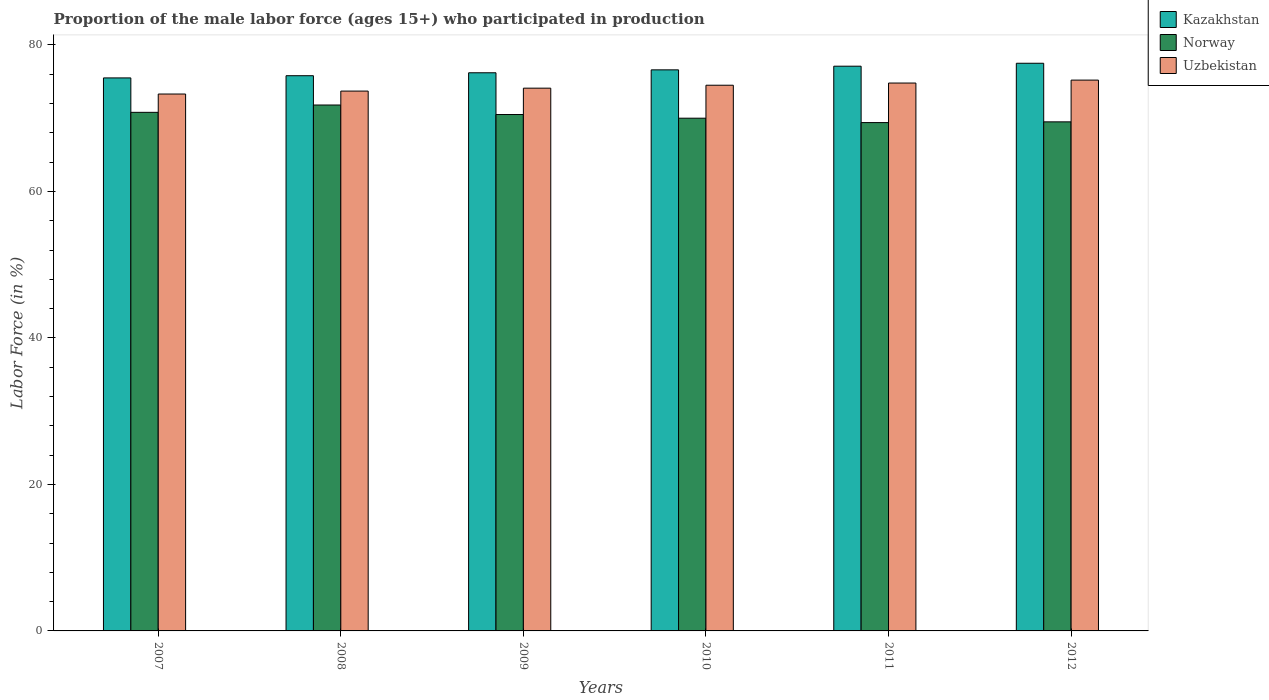 Proportion of the male labor force (ages 15+) who participated in production
Kazakhstan
Norway
Uzbekistan
Labor Force (in %)
80
60
40
20
0
2007
2008
2009
2010
2011
2012
Years